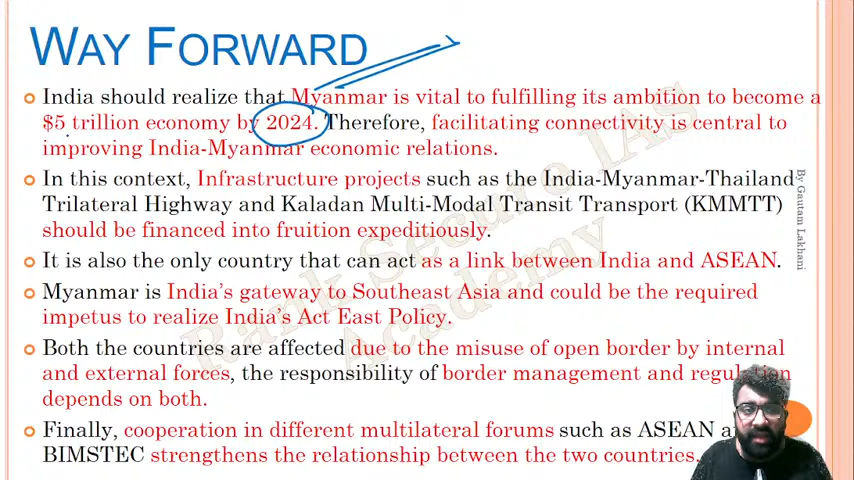 WAY FORWARD
India should realize that Myanmar is vital to fulfilling its ambition to become a
$5 trillion economy by 2024. Therefore, facilitating connectivity is central to
improving India-Myanmar economic relations.
In this context, Infrastructure projects such as the India-Myanmar-Thailand
Trilateral Highway and Kaladan Multi-Modal Transit Transport (KMMTT)
should be financed into fruition expeditiously.
It is also the only country that can act as a link between India and ASEAN.
Myanmar is India's gateway to Southeast Asia and could be the required
impetus to realize India's Act East Policy.
Both the countries are affected due to the misuse of open border by internal
and external forces, the responsibility of border management and regulation
depends on both.
Finally, cooperation in different multilateral forums such as ASEAN
BIMSTEC strengthens the relationship between the two countries.
By Gautam Lakhani
Rank Secure IAS
Academy